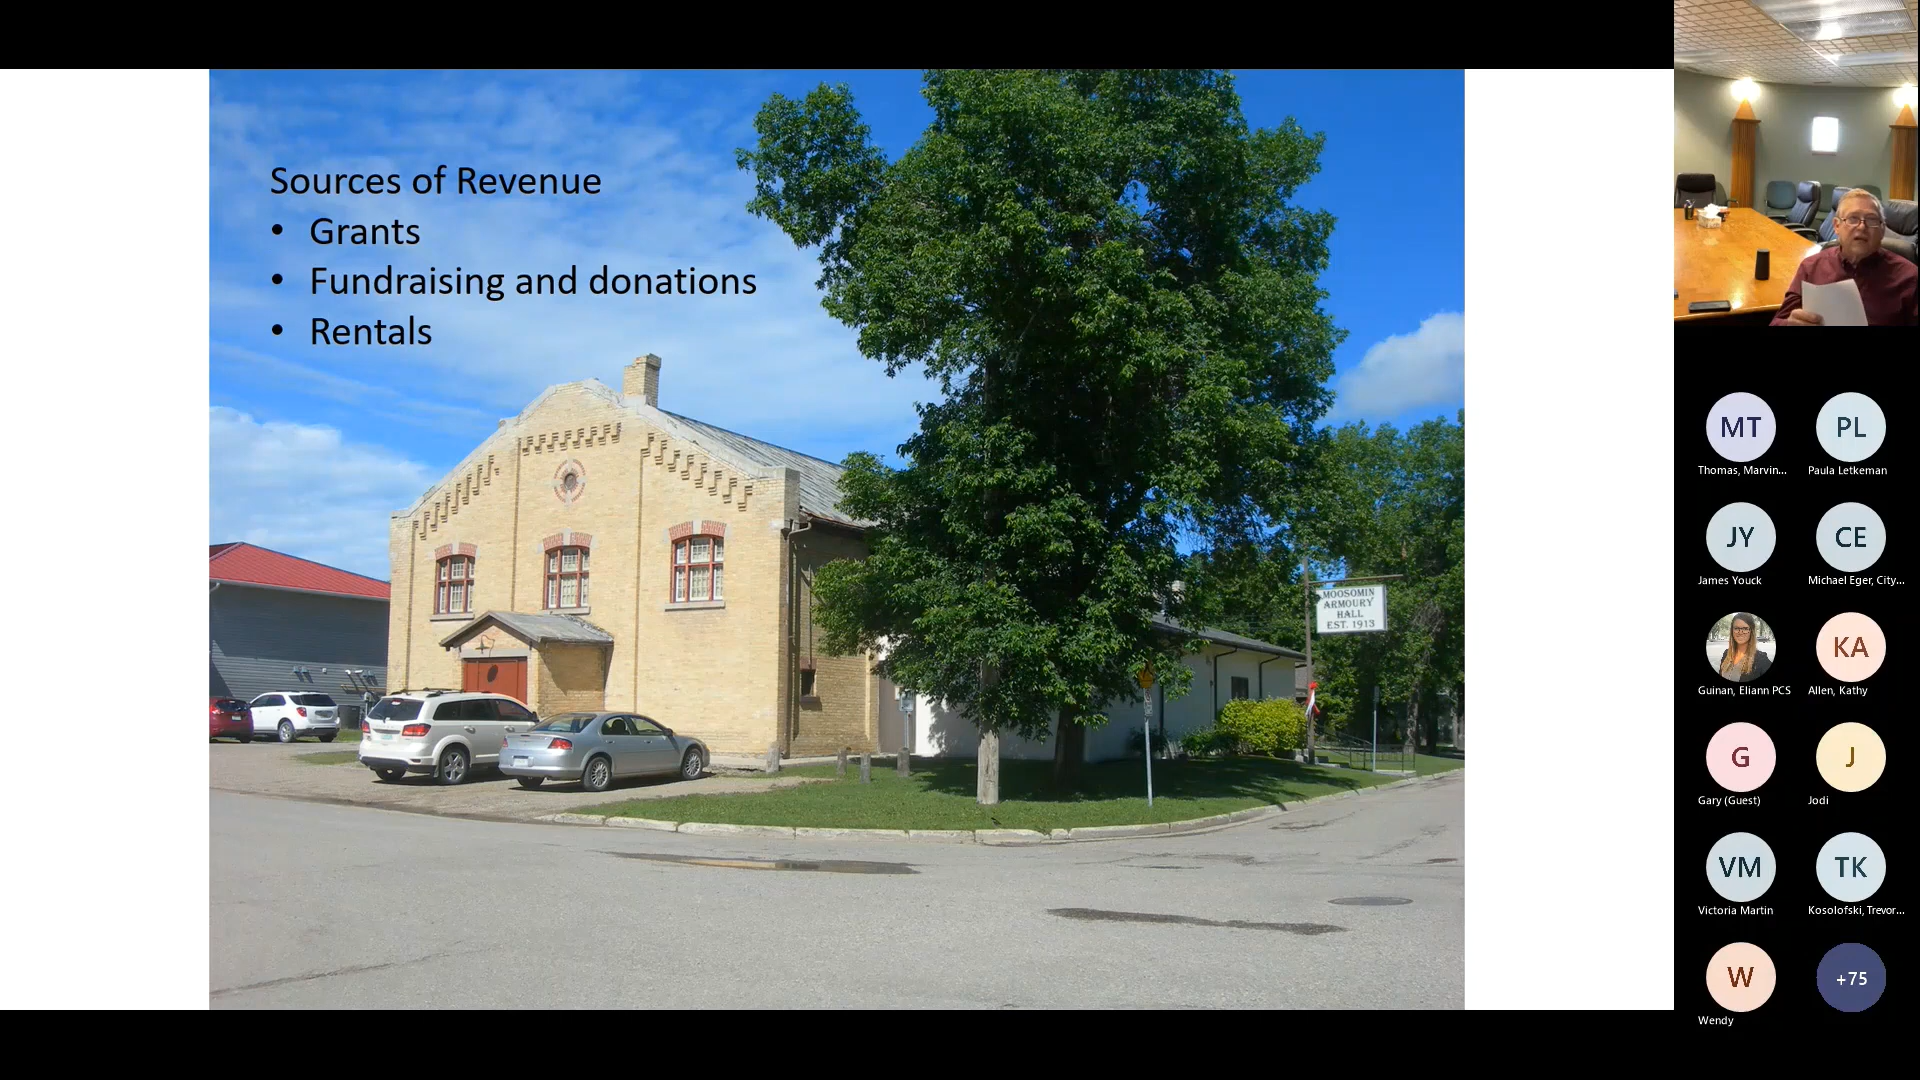 Sources of Revenue
• Grants
• Fundraising and donations
• Rentals
MOOSOMIN
ARMOURY
HALL
EST. 1913
MT
PL
Thomas, Marvin...
Paula Letkeman
JY
CE
James Youck
Michael Eger, City...
KA
Guinan, Eliann PCS
Allen, Kathy
G
J
Gary (Guest)
Jodi
VM
TK
Victoria Martin
Kosolofski, Trevor...
W
+75
Wendy